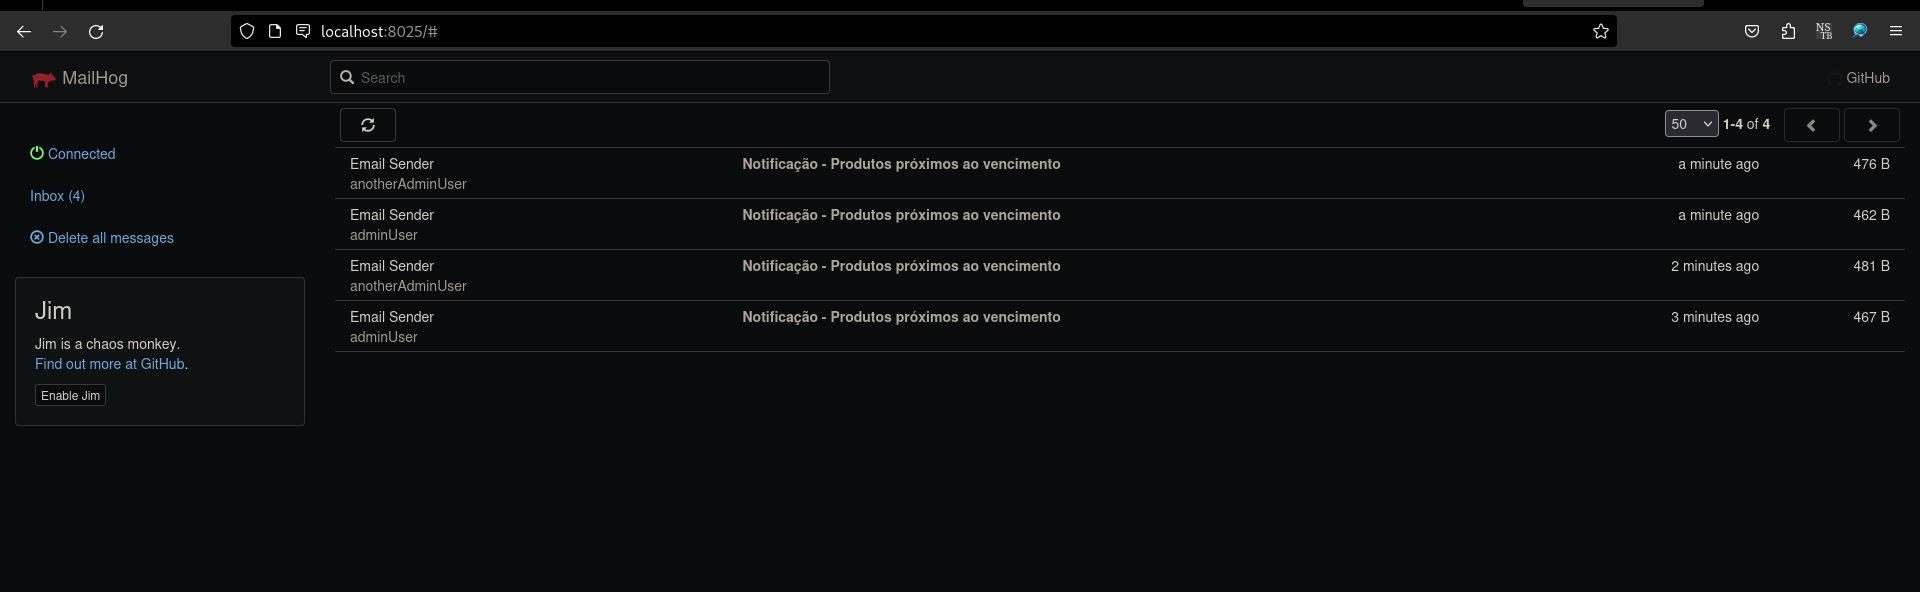 localhost:8025/#
NS
TB
MailHog
Search
GitHub
50 1-4 of 4
Connected
Inbox (4)
Delete all messages
Jim
Jim is a chaos monkey.
Find out more at GitHub.
Enable Jim
Email Sender Notificação - Produtos próximos ao vencimento a minute ago 476 B
anotherAdminUser
Email Sender Notificação - Produtos próximos ao vencimento a minute ago 462 B
adminUser
Email Sender Notificação - Produtos próximos ao vencimento 2 minutes ago 481 B
anotherAdminUser
Email Sender Notificação - Produtos próximos ao vencimento 3 minutes ago 467 B
adminUser